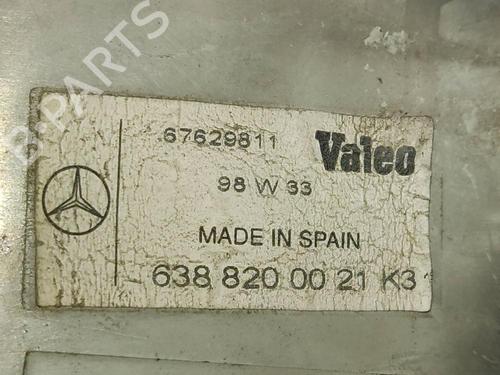 B-PARTS
67629811 Valeo
98 W 33
MADE IN SPAIN
638 820 00 21 K3